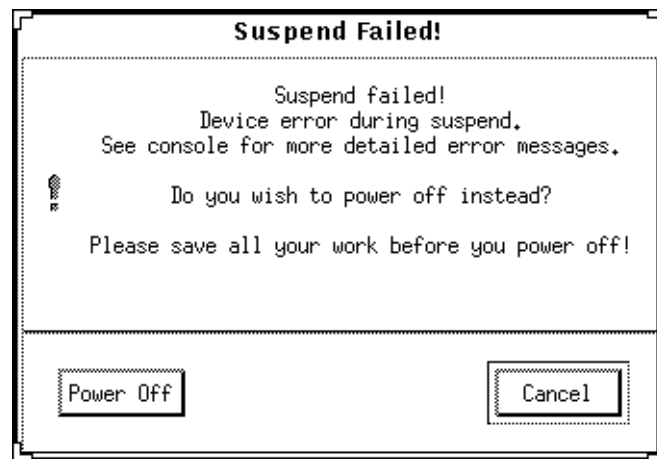 Suspend Failed!
Suspend failed!
Device error during suspend.
See console for more detailed error messages.
Do you wish to power off instead?
Please save all your work before you power off!
Power Off
Cancel